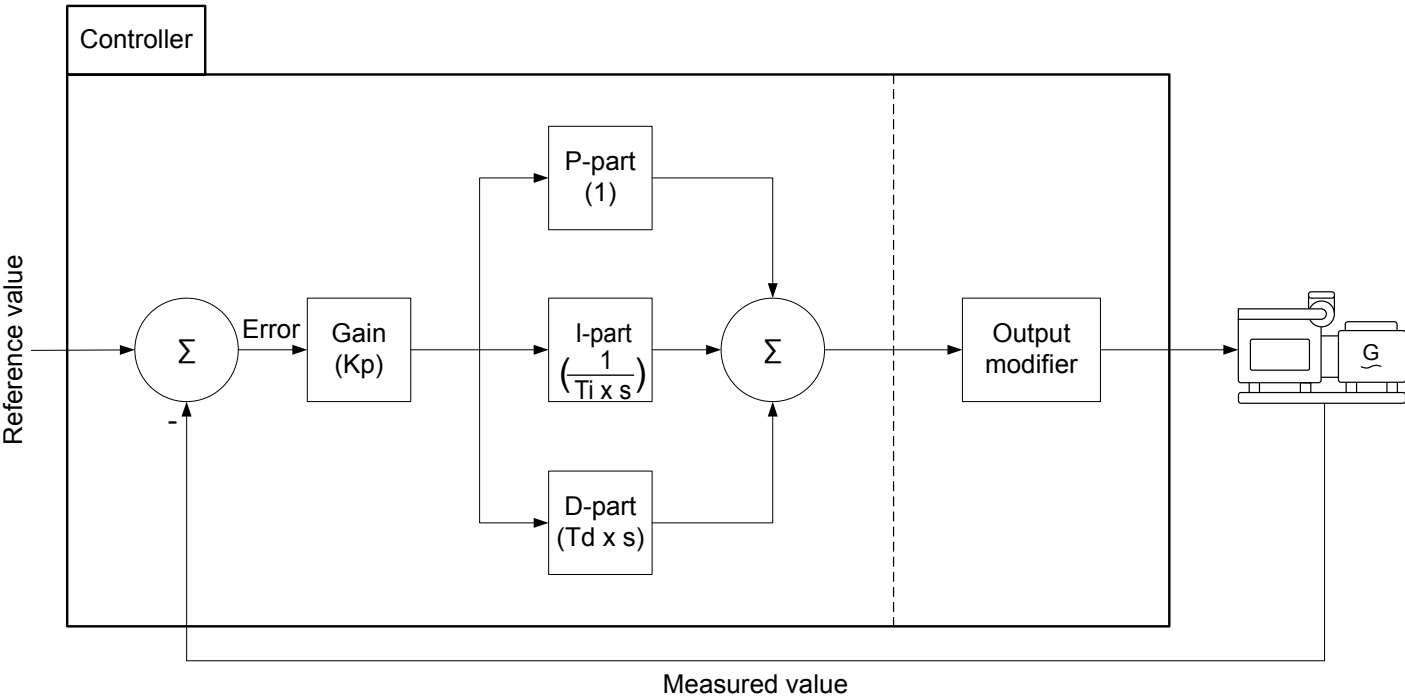 Controller
Reference value
Σ
-
Error
Gain
(Kp)
P-part
(1)
I-part
(1
Ti x s)
D-part
(Td x s)
Σ
Output
modifier
G
Measured value